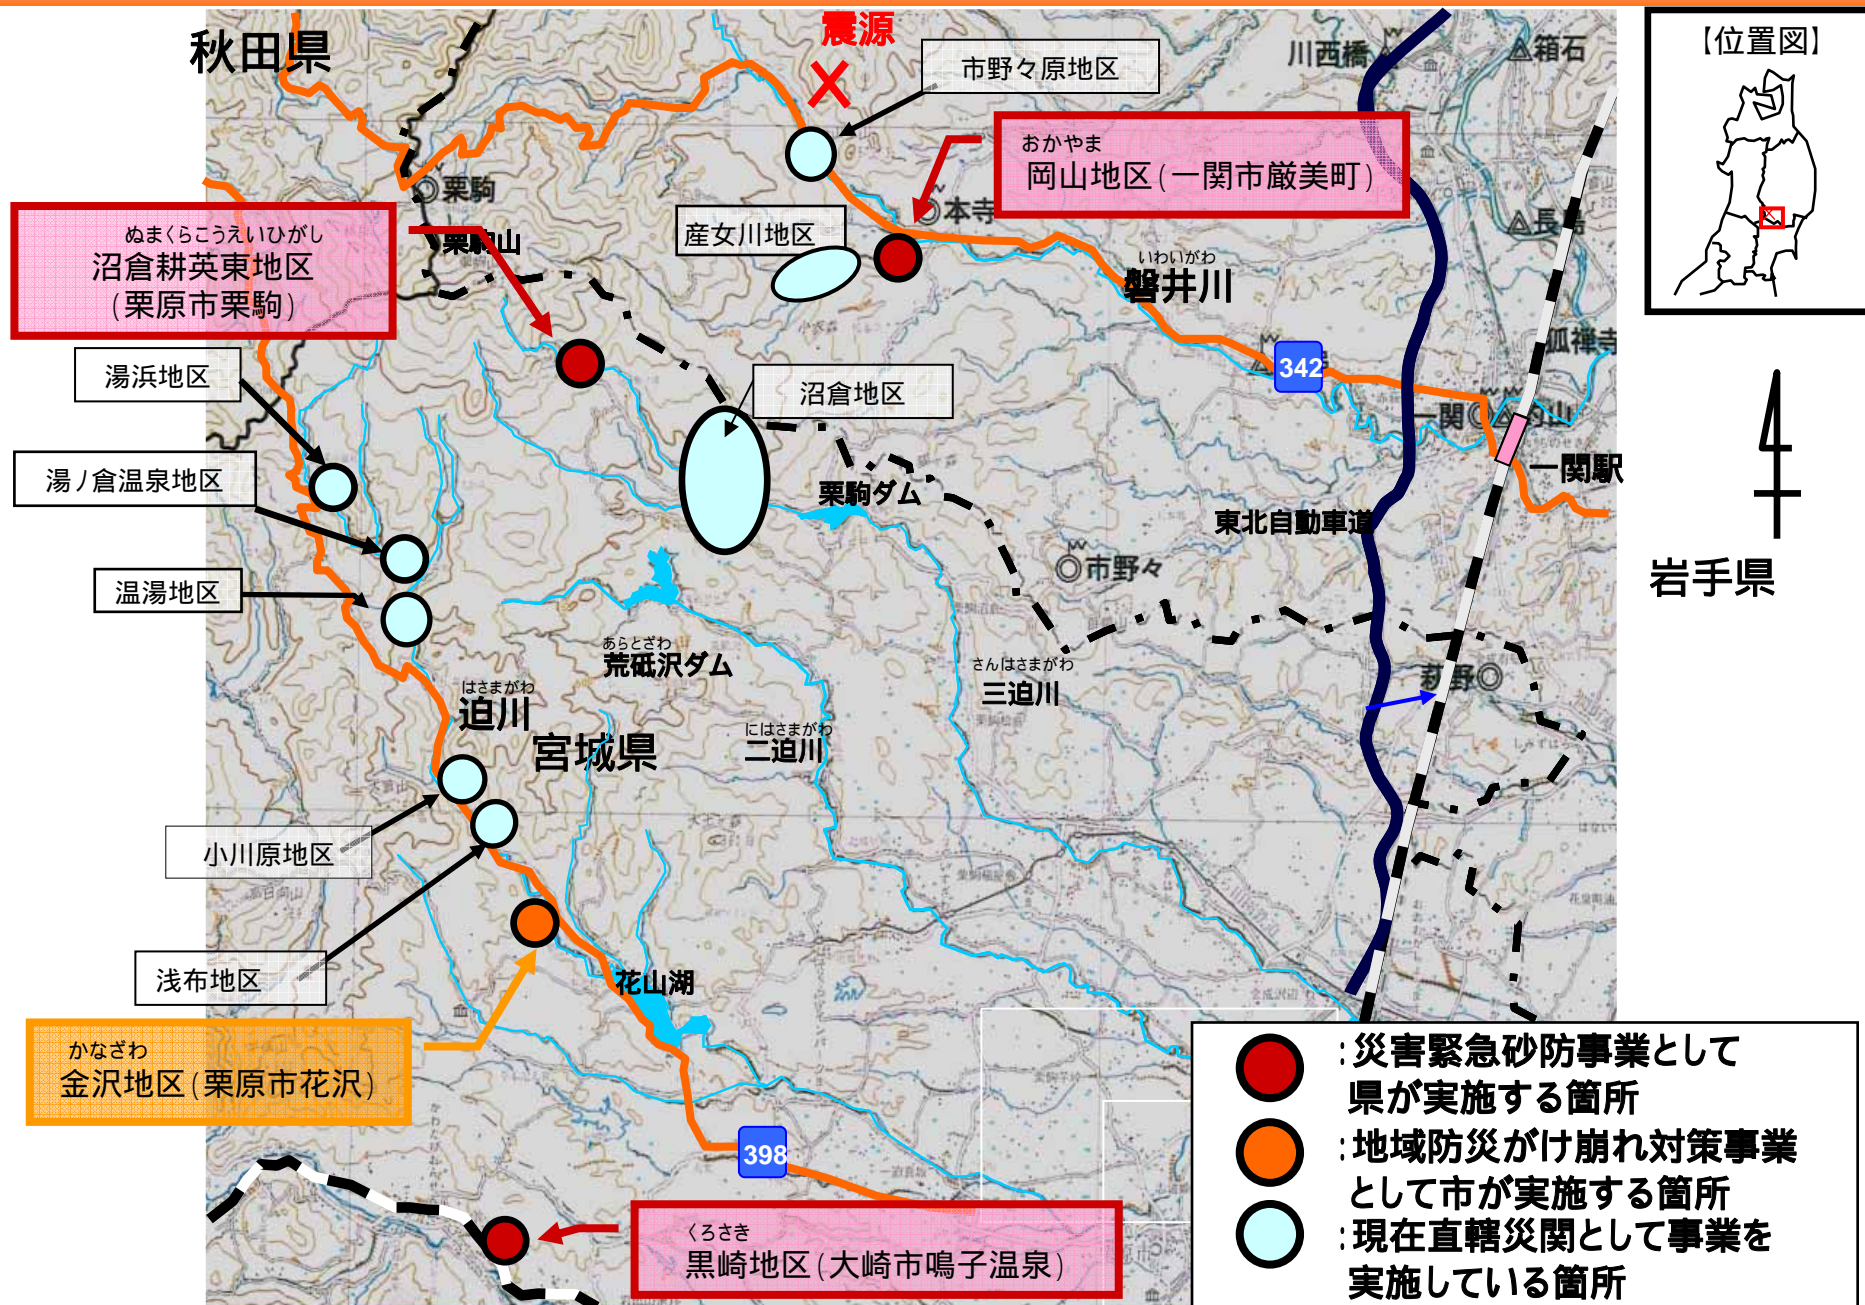 秋田県
震源
市野々原地区
川西橋
箱石
【位置図】
おかやま
岡山地区(一関市厳美町)
栗駒
本寺
長岳
ぬまくらこうえいひがし
沼倉耕英東地区
(栗原市栗駒)
栗駒山
産女川地区
いわいがわ
磐井川
狐禅寺
342
湯浜地区
沼倉地区
一関
一関駅
湯ノ倉温泉地区
栗駒ダム
東北自動車道
市野々
岩手県
温湯地区
あらとざわ
荒砥沢ダム
さんはさまがわ
三迫川
萩野
はさまがわ
迫川
宮城県
にはさまがわ
二迫川
小川原地区
浅布地区
花山湖
かなざわ
金沢地区(栗原市花沢)
398
くろさき
黒崎地区(大崎市鳴子温泉)
:災害緊急砂防事業として
県が実施する箇所
:地域防災がけ崩れ対策事業
として市が実施する箇所
:現在直轄災関として事業を
実施している箇所